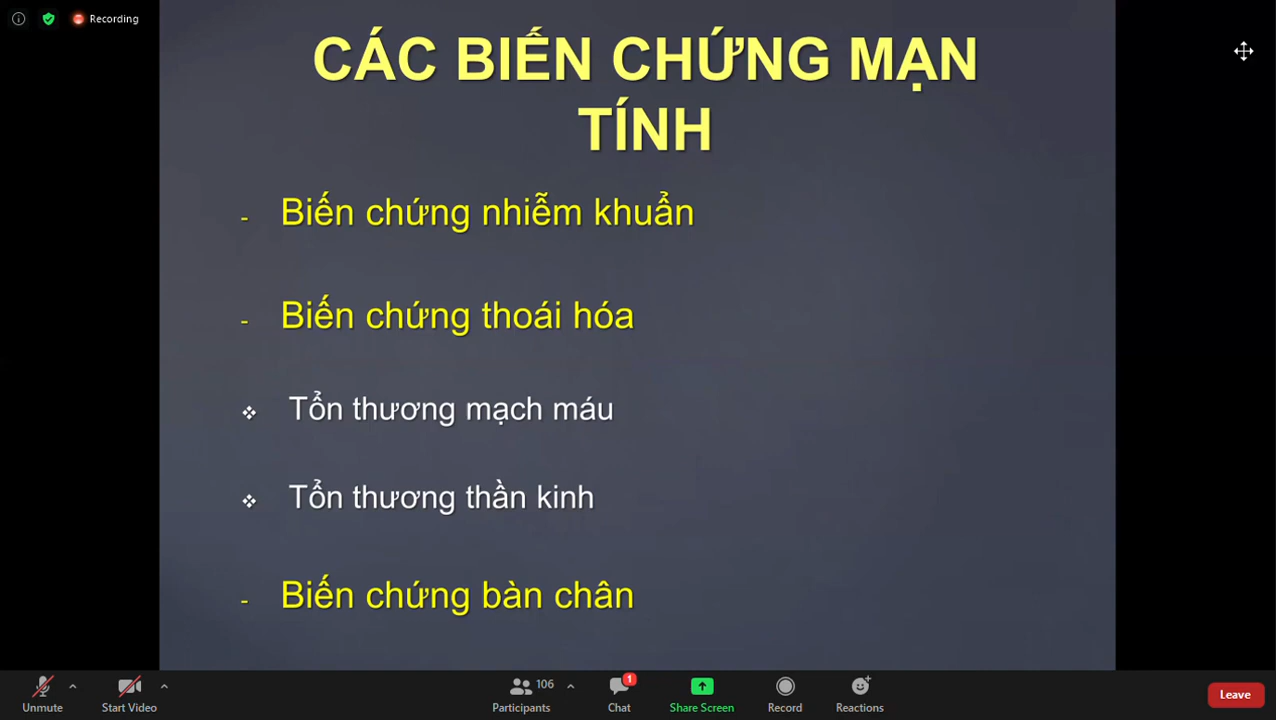 Recording
CÁC BIẾN CHỨNG MẠN
TÍNH
- Biến chứng nhiễm khuẩn
- Biến chứng thoái hóa
❖ Tổn thương mạch máu
❖ Tổn thương thần kinh
- Biến chứng bàn chân
Unmute
Start Video
106
Participants
1
Chat
Share Screen
Record
Reactions
Leave